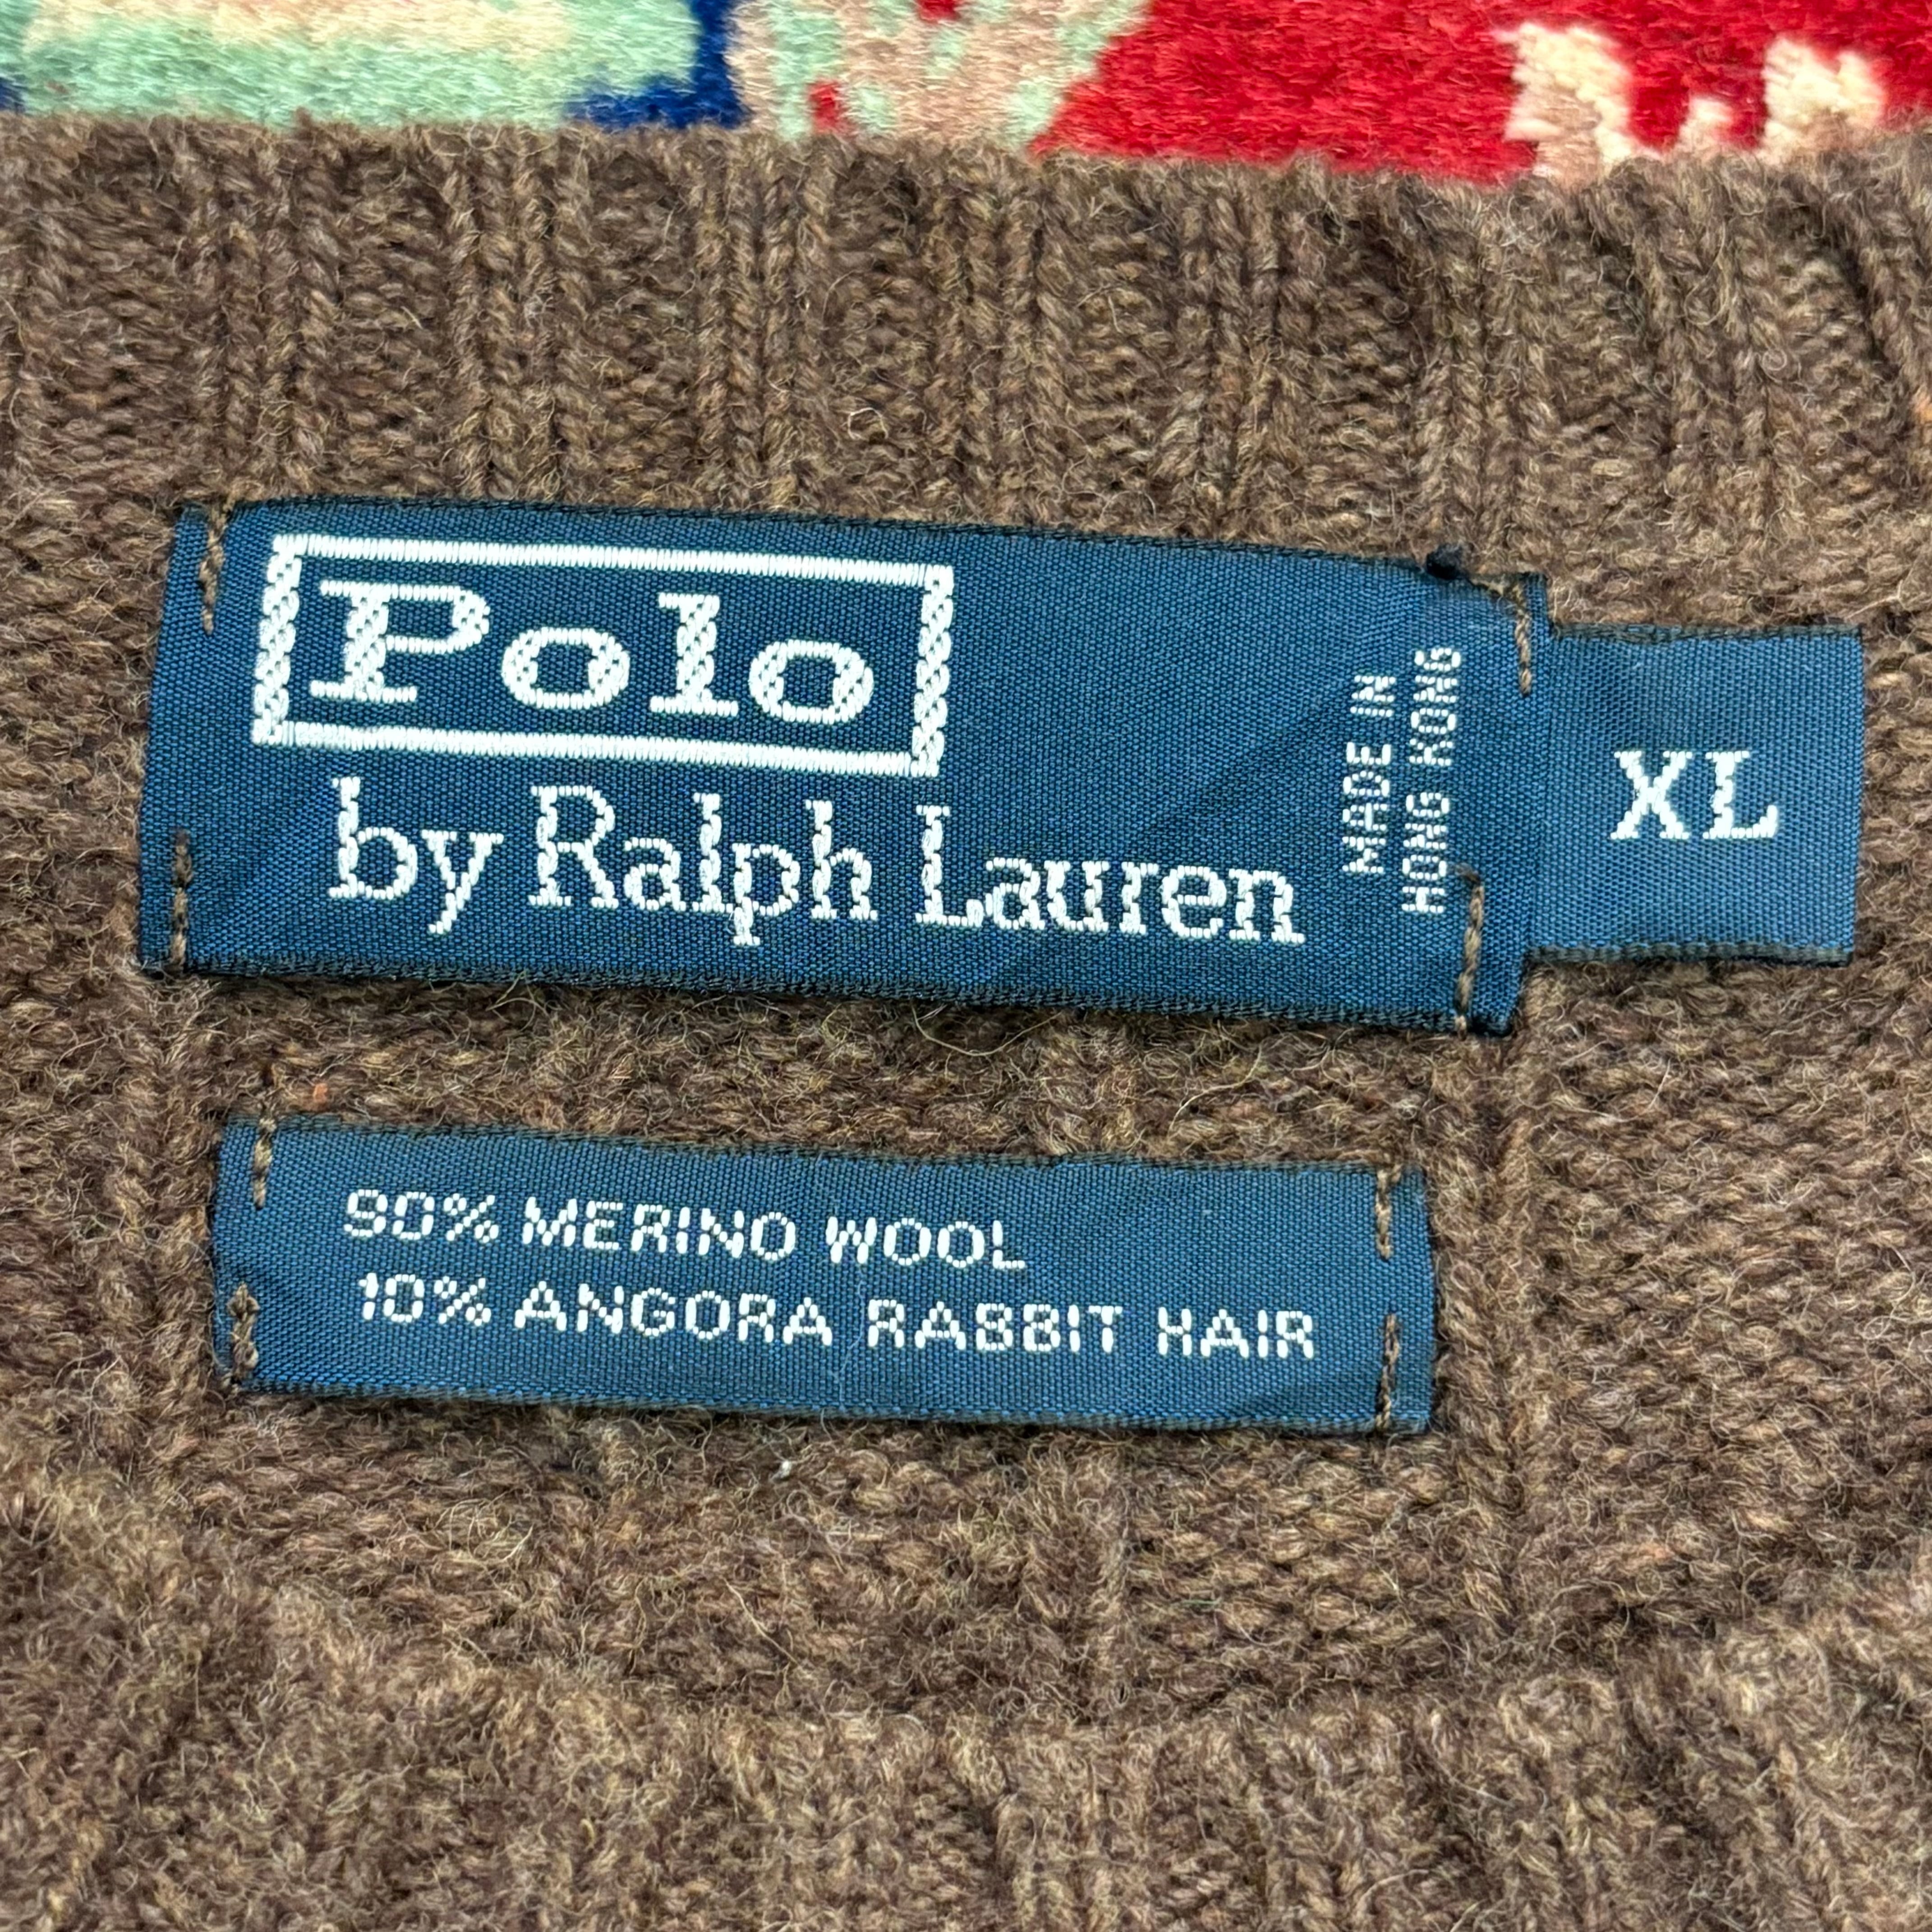 Polo
by Ralph Lauren
MADE IN
HONG KONG
XL
90% MERINO WOOL
10% ANGORA RABBIT HAIR